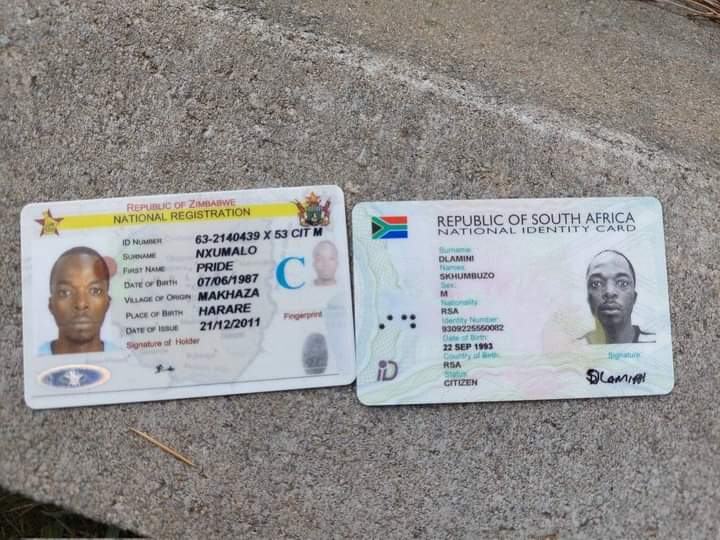 REPUBLIC OF ZIMBABWE
NATIONAL REGISTRATION
ID NUMBER 63-2140439 X 53 CIT M
SURNAME NXUMALO
FIRST NAME PRIDE
DATE OF BIRTH 07/06/1987
VILLAGE OF ORIGIN MAKHAZA
PLACE OF BIRTH HARARE
DATE OF ISSUE 21/12/2011
Signature of Holder
C
Fingerprint
REPUBLIC OF SOUTH AFRICA
NATIONAL IDENTITY CARD
Surname:
DLAMINI
Names:
SKHUMBUZO
Sex:
M
Nationality:
RSA
Identity Number:
9309225550082
Date of Birth:
22 SEP 1993
Country of Birth:
RSA
Status:
CITIZEN
Signature:
DLAMINI
iD